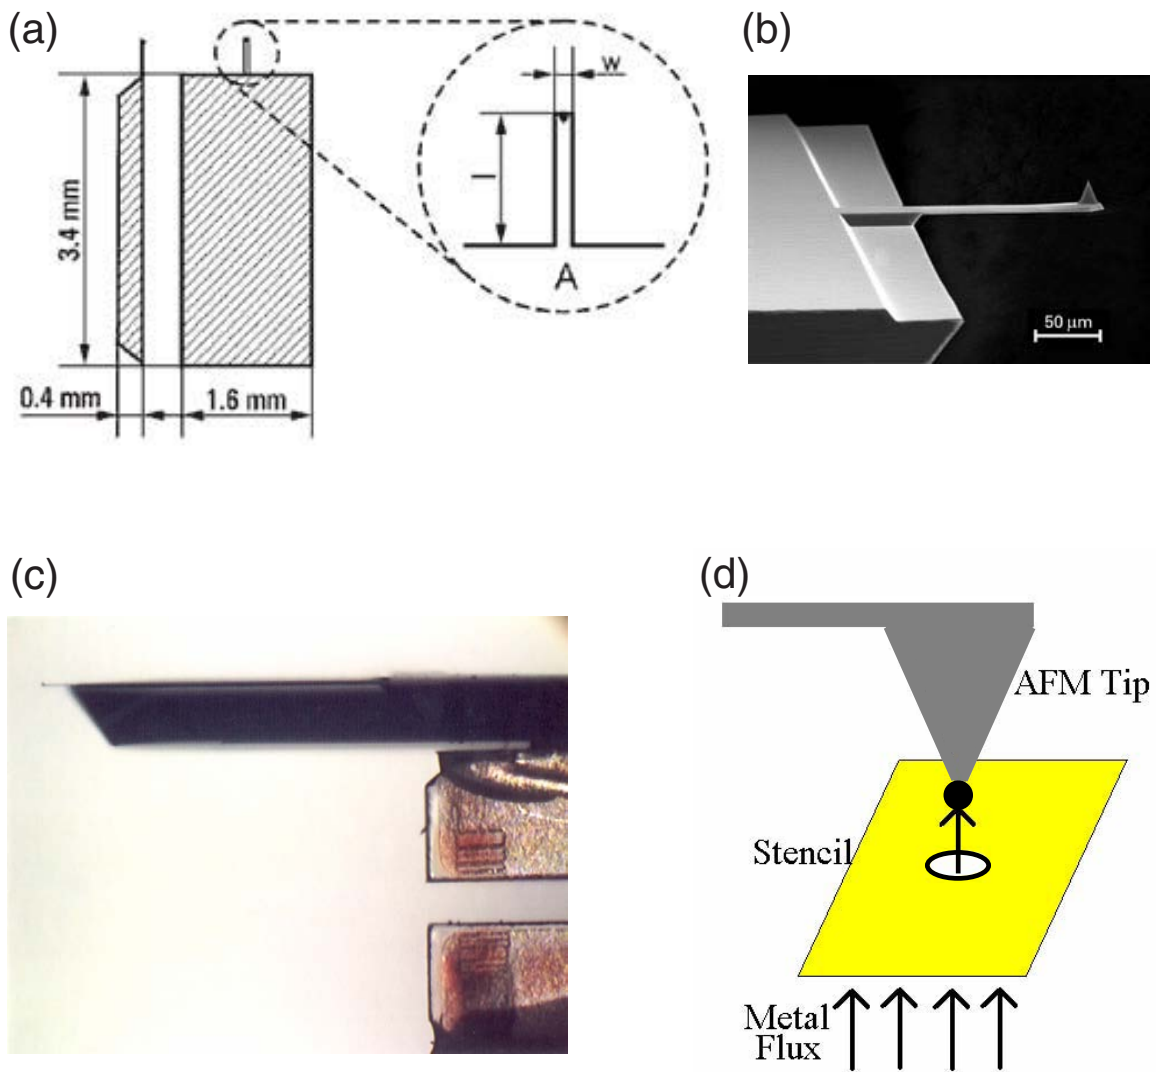 (a)
w
l
A
3.4 mm
0.4 mm
1.6 mm
(b)
50 µm
(c)
(d)
AFM Tip
Stencil
Metal
Flux